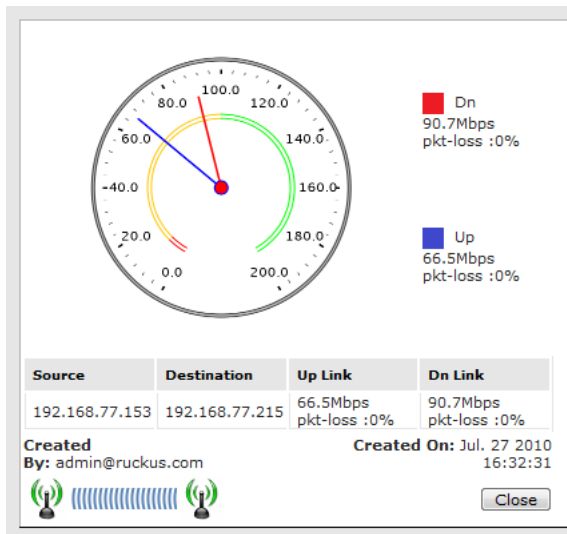 0.0
20.0
40.0
60.0
80.0
100.0
120.0
140.0
160.0
180.0
200.0
Dn
90.7Mbps
pkt-loss :0%
Up
66.5Mbps
pkt-loss :0%
Source Destination Up Link Dn Link
192.168.77.153 192.168.77.215 66.5Mbps 90.7Mbps
pkt-loss :0% pkt-loss :0%
Created Created On: Jul. 27 2010
By: admin@ruckus.com 16:32:31
Close